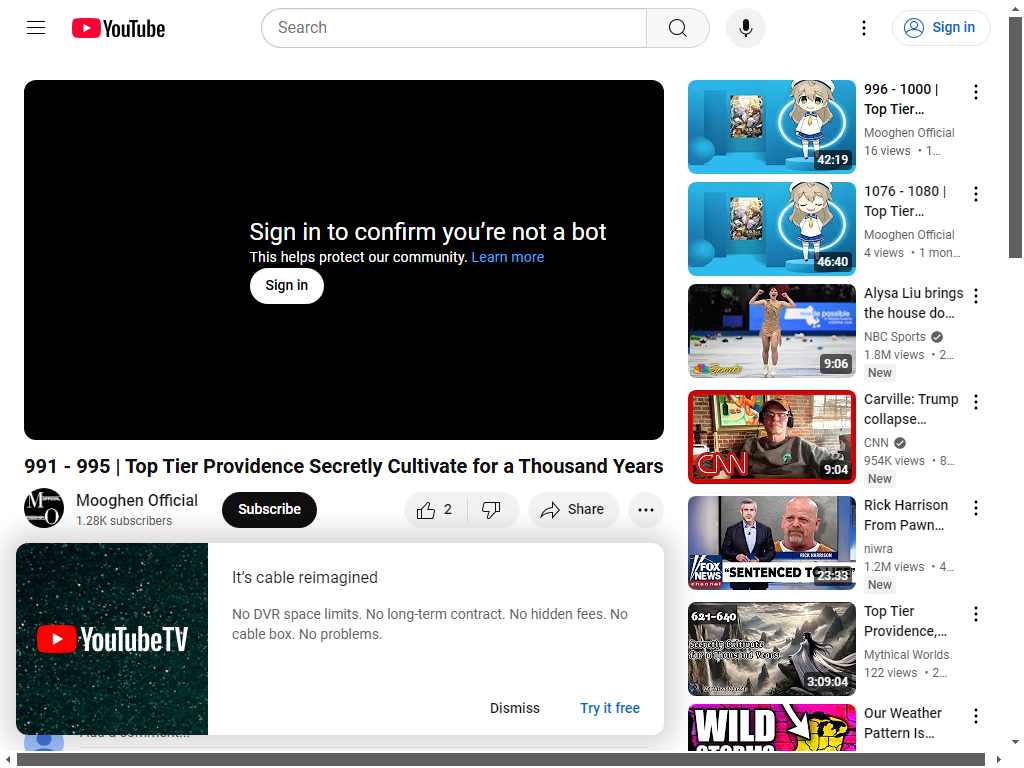 YouTube
Search
Sign in
Sign in to confirm you’re not a bot
This helps protect our community. Learn more
Sign in
991 - 995 | Top Tier Providence Secretly Cultivate for a Thousand Years
Mooghen Official
1.28K subscribers
Subscribe
2
Share
It’s cable reimagined
No DVR space limits. No long-term contract. No hidden fees. No
cable box. No problems.
YouTubeTV
Dismiss
Try it free
Add a comment...
42:19
996 - 1000 |
Top Tier…
Mooghen Official
16 views • 1…
46:40
1076 - 1080 |
Top Tier…
Mooghen Official
4 views • 1 mon…
possible
Sports
9:06
Alysa Liu brings
the house do…
NBC Sports
1.8M views • 2…
New
CNN
9:04
Carville: Trump
collapse…
CNN
954K views • 8…
New
RICK HARRISON
FOX
NEWS
channel
"SENTENCED TO
23:33
Rick Harrison
From Pawn…
niwra
1.2M views • 4…
New
621-640
Secretly Cultivate
for a Thousand Years
3:09:04
Top Tier
Providence,…
Mythical Worlds
122 views • 2…
WILD
STORMS
Our Weather
Pattern Is…